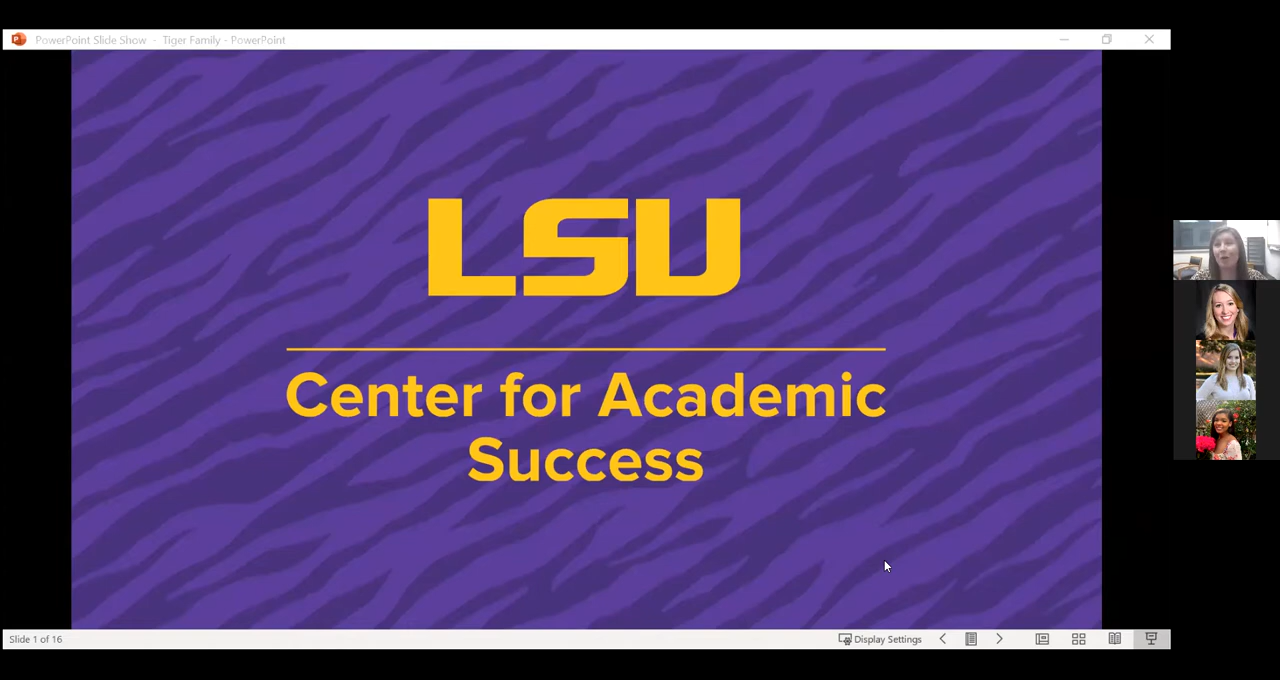 PowerPoint Slide Show - Tiger Family - PowerPoint
LSU
Center for Academic
Success
Slide 1 of 16
Display Settings